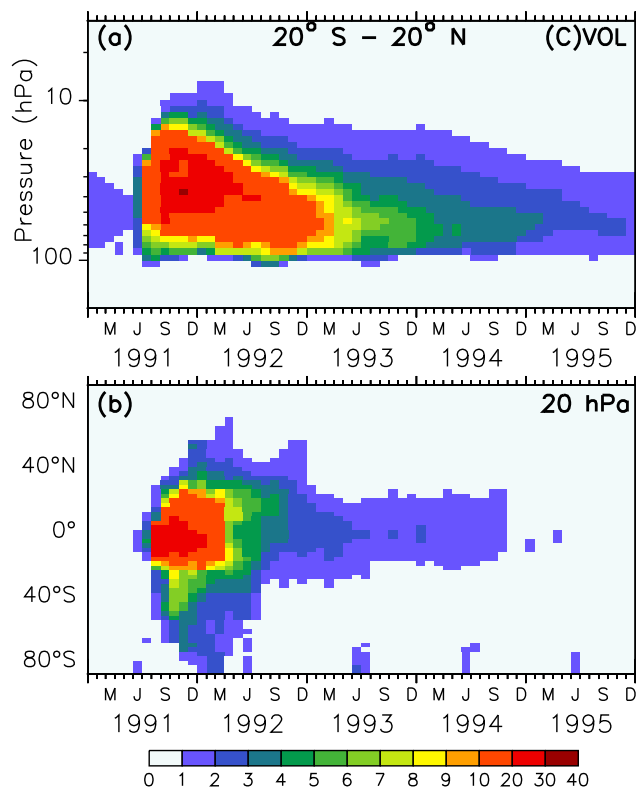 (a) 20° S – 20° N (C)VOL
Pressure (hPa)
10
100
M J S D M J S D M J S D M J S D M J S D
1991 1992 1993 1994 1995
(b) 20 hPa
80°N
40°N
0°
40°S
80°S
M J S D M J S D M J S D M J S D M J S D
1991 1992 1993 1994 1995
0 1 2 3 4 5 6 7 8 9 10 20 30 40